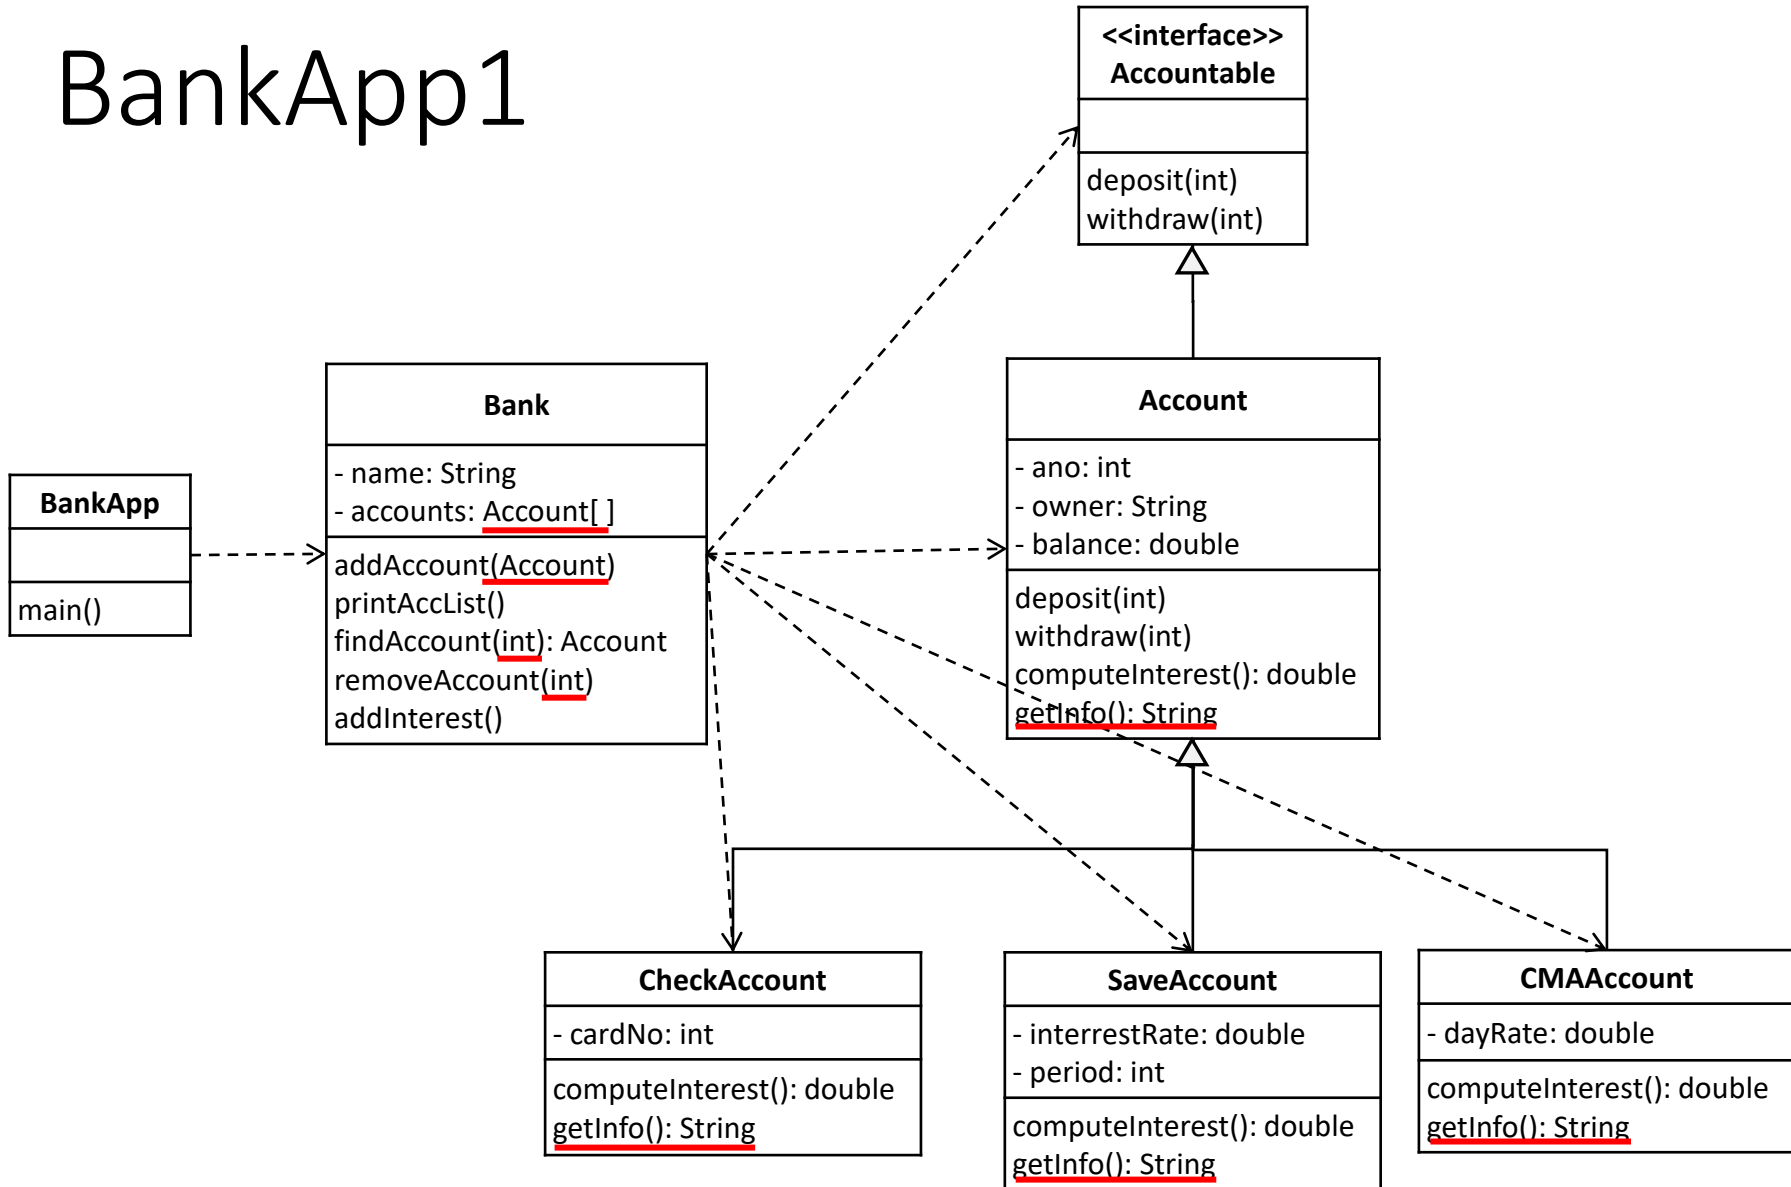 BankApp1
<<interface>>
Accountable
deposit(int)
withdraw(int)
BankApp
main()
Bank
- name: String
- accounts: Account[ ]
addAccount(Account)
printAccList()
findAccount(int): Account
removeAccount(int)
addInterest()
Account
- ano: int
- owner: String
- balance: double
deposit(int)
withdraw(int)
computeInterest(): double
getInfo(): String
CheckAccount
- cardNo: int
computeInterest(): double
getInfo(): String
SaveAccount
- interrestRate: double
- period: int
computeInterest(): double
getInfo(): String
CMAAccount
- dayRate: double
computeInterest(): double
getInfo(): String